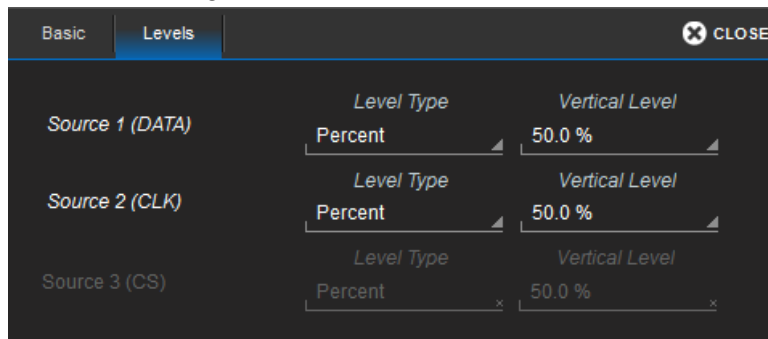 Basic Levels CLOSE
Level Type Vertical Level
Source 1 (DATA) Percent 50.0 %
Level Type Vertical Level
Source 2 (CLK) Percent 50.0 %
Level Type Vertical Level
Source 3 (CS) Percent 50.0 %